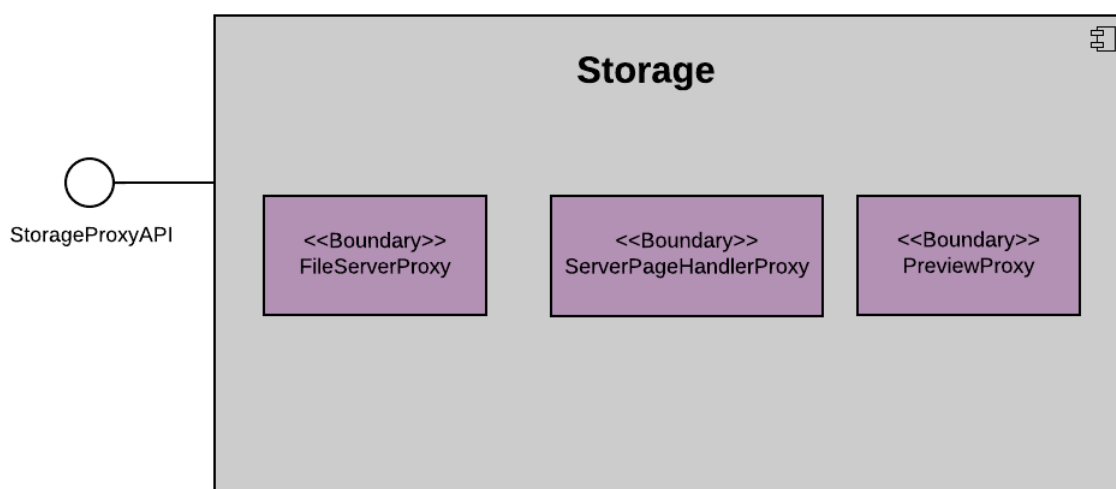 Storage
StorageProxyAPI
<<Boundary>>
FileServerProxy
<<Boundary>>
ServerPageHandlerProxy
<<Boundary>>
PreviewProxy